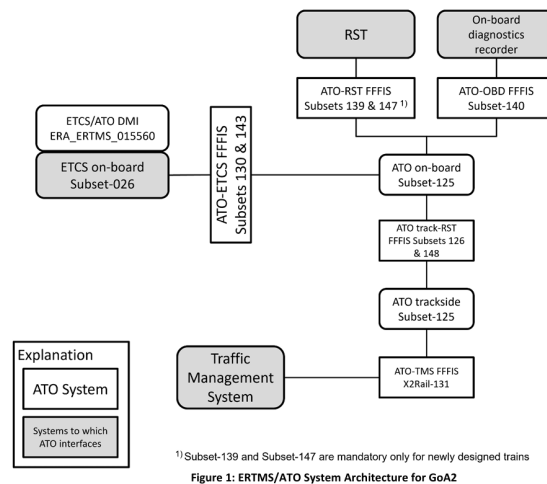 RST
On-board
diagnostics
recorder
ATO-RST FFFIS
Subsets 139 & 147 1)
ATO-OBD FFFIS
Subset-140
ETCS/ATO DMI
ERA_ERTMS_015560
ETCS on-board
Subset-026
ATO-ETCS FFFIS
Subsets 130 & 143
ATO on-board
Subset-125
ATO track-RST
FFFIS Subsets 126
& 148
ATO trackside
Subset-125
Explanation
ATO System
Systems to which
ATO interfaces
Traffic
Management
System
ATO-TMS FFFIS
X2Rail-131
1) Subset-139 and Subset-147 are mandatory only for newly designed trains
Figure 1: ERTMS/ATO System Architecture for GoA2